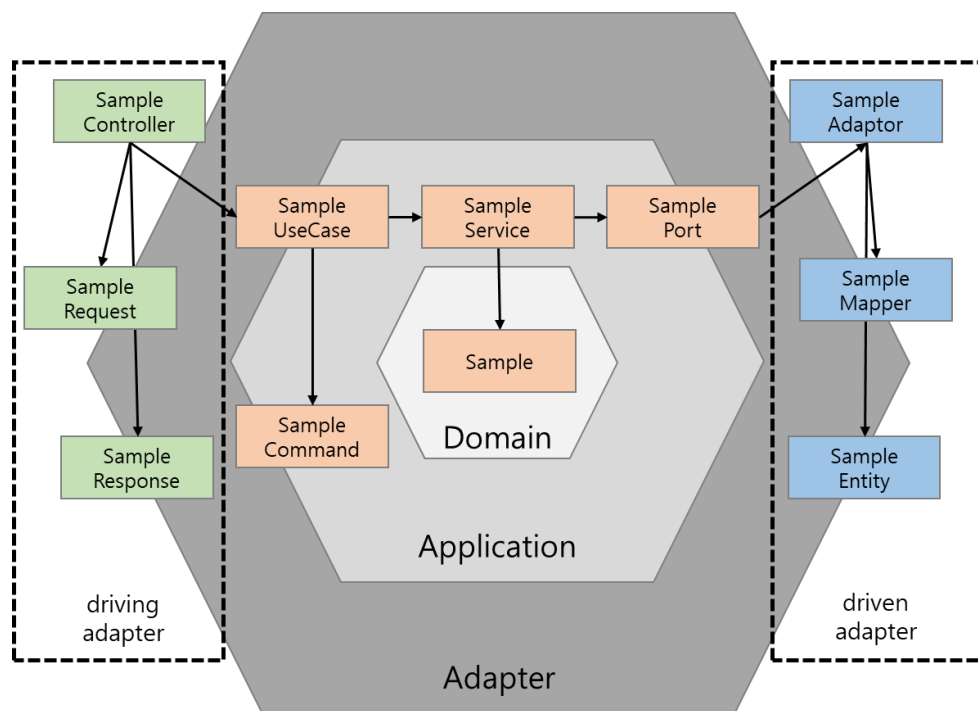 Sample
Controller
Sample
Adaptor
Sample
UseCase
Sample
Service
Sample
Port
Sample
Request
Sample
Mapper
Sample
Sample
Command
Domain
Sample
Response
Sample
Entity
Application
driving
adapter
driven
adapter
Adapter